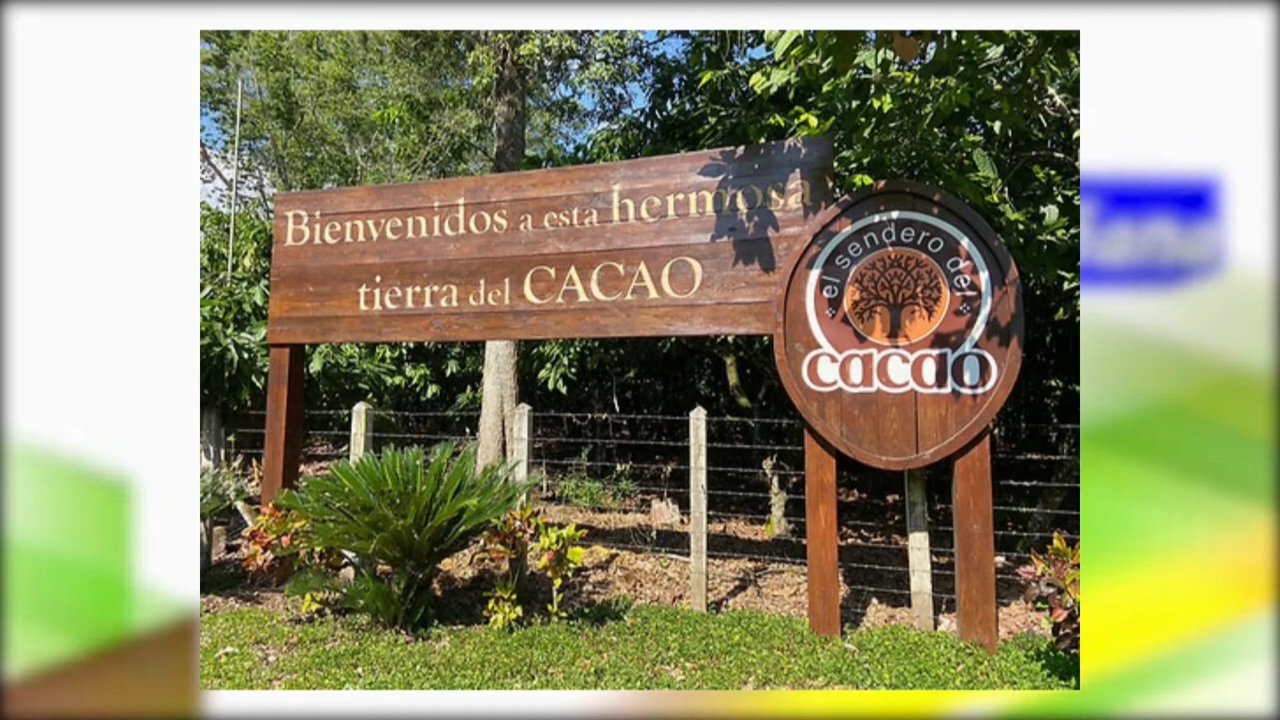 Bienvenidos a esta hermosa
tierra del CACAO
el sendero del
cacao